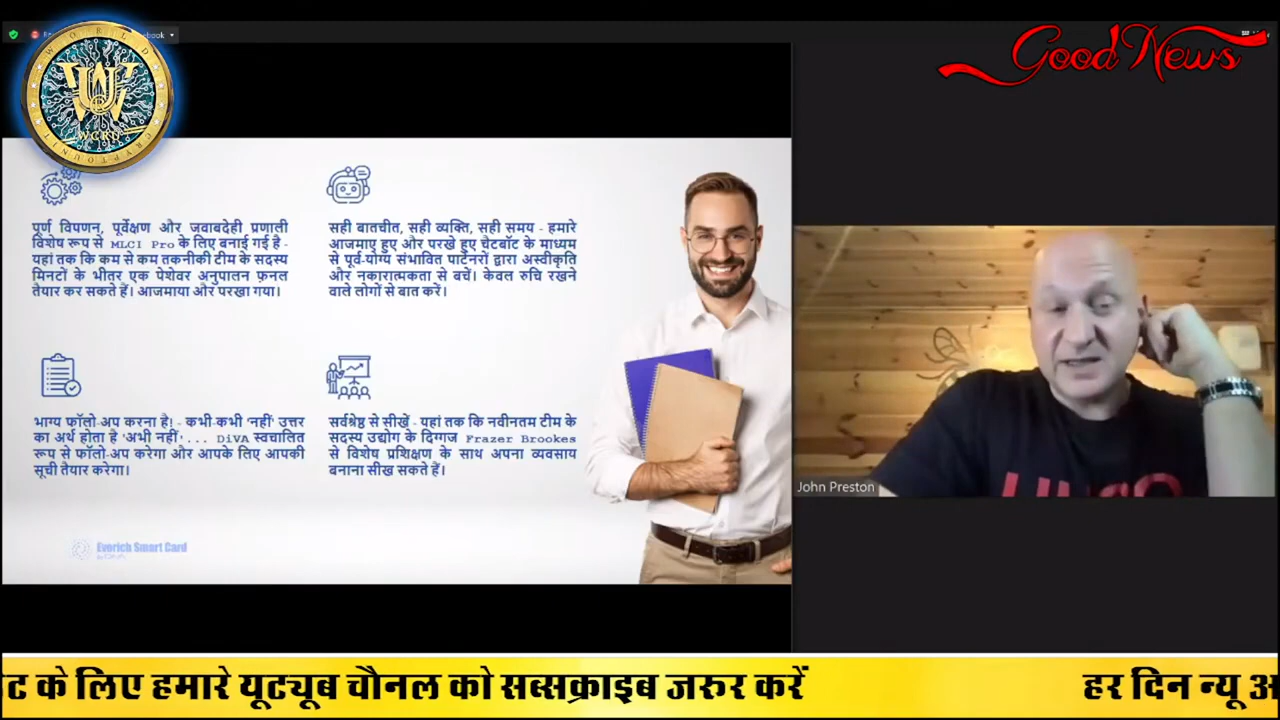 GoodNews
WORLD
WCRU
CRYPTOUNIT
पूर्ण विपणन, पूर्वेक्षण और जवाबदेही प्रणाली
विशेष रूप से MLCI Pro के लिए बनाई गई है -
यहां तक कि कम से कम तकनीकी टीम के सदस्य
मिनटों के भीतर एक पेशेवर अनुपालन फ़नल
तैयार कर सकते हैं। आजमाया और परखा गया।
सही बातचीत, सही व्यक्ति, सही समय - हमारे
आजमाए हुए और परखे हुए चैटबॉट के माध्यम
से पूर्व-योग्य संभावित पार्टनरों द्वारा अस्वीकृति
और नकारात्मकता से बचें। केवल रुचि रखने
वाले लोगों से बात करें।
भाग्य फॉलो अप करना है। - कभी-कभी 'नहीं' उत्तर
का अर्थ होता है 'अभी नहीं'... DiVA स्वचालित
रूप से फॉलो-अप करेगा और आपके लिए आपकी
सूची तैयार करेगा।
सर्वश्रेष्ठ से सीखें - यहां तक कि नवीनतम टीम के
सदस्य उद्योग के दिग्गज Frazer Brookes
से विशेष प्रशिक्षण के साथ अपना व्यवसाय
बनाना सीख सकते हैं।
Everich Smart Card
John Preston
के लिए हमारे यूट्यूब चौनल को सब्सक्राइब जरुर करें
हर दिन न्यू